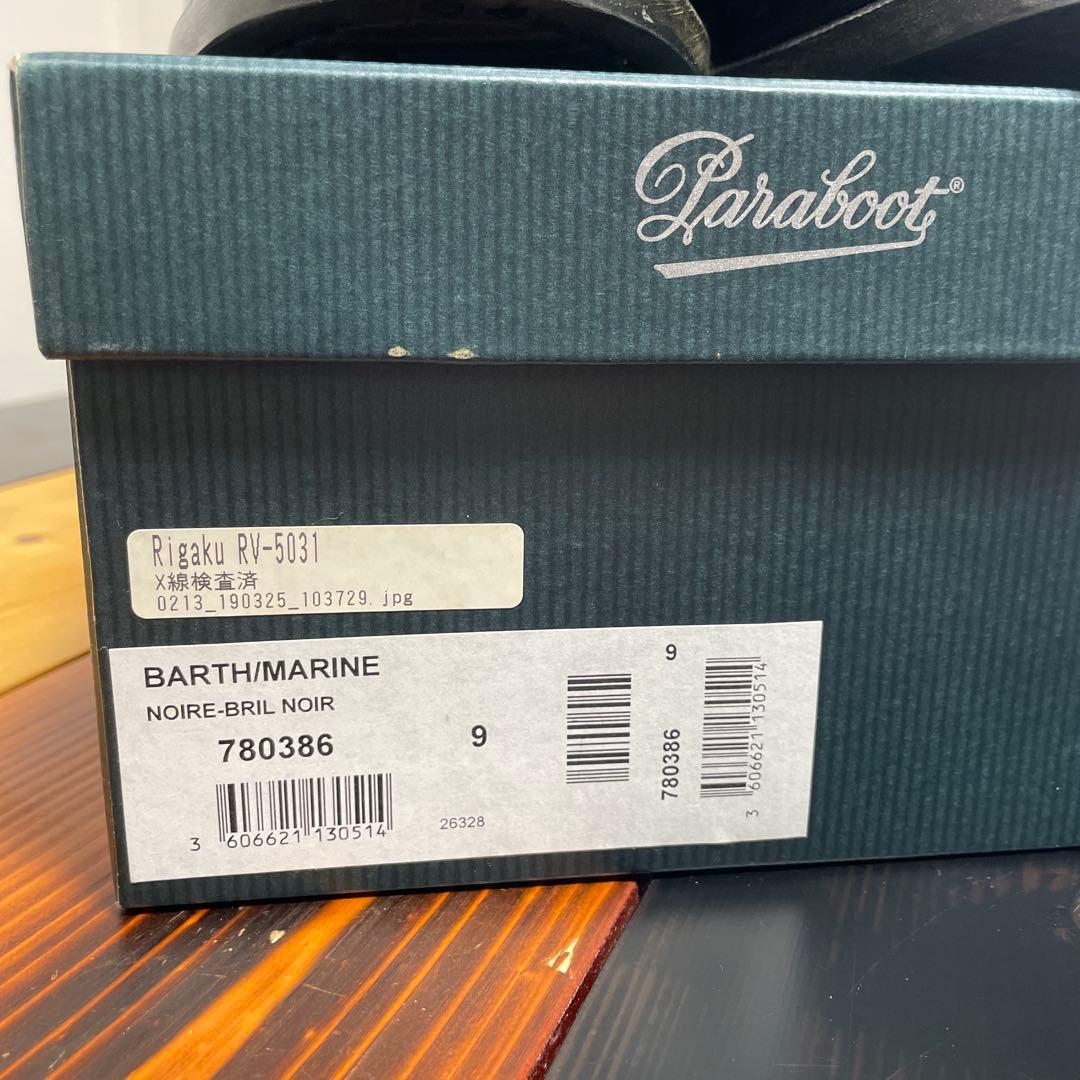 Paraboot®
Rigaku RV-5031
X線検査済
0213_190325_103729.jpg
BARTH/MARINE
NOIRE-BRIL NOIR
780386
9
3 606621 130514
26328
9
780386
3 606621 130514